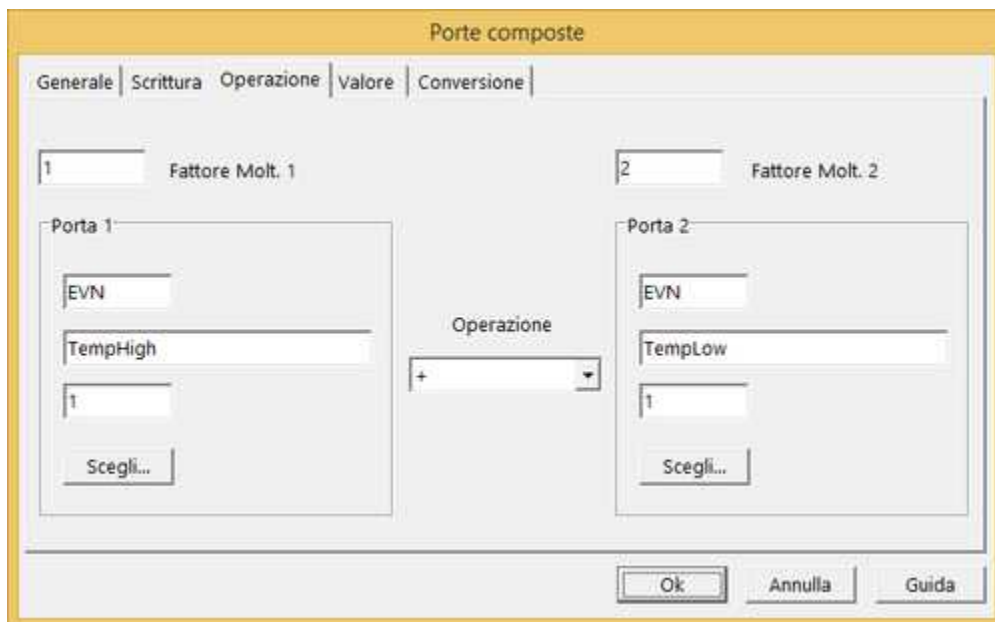 Porte composte
Generale Scrittura Operazione Valore Conversione
1 Fattore Molt. 1
2 Fattore Molt. 2
Porta 1
EVN
TempHigh
1
Scegli...
Operazione
+
Porta 2
EVN
TempLow
1
Scegli...
Ok Annulla Guida